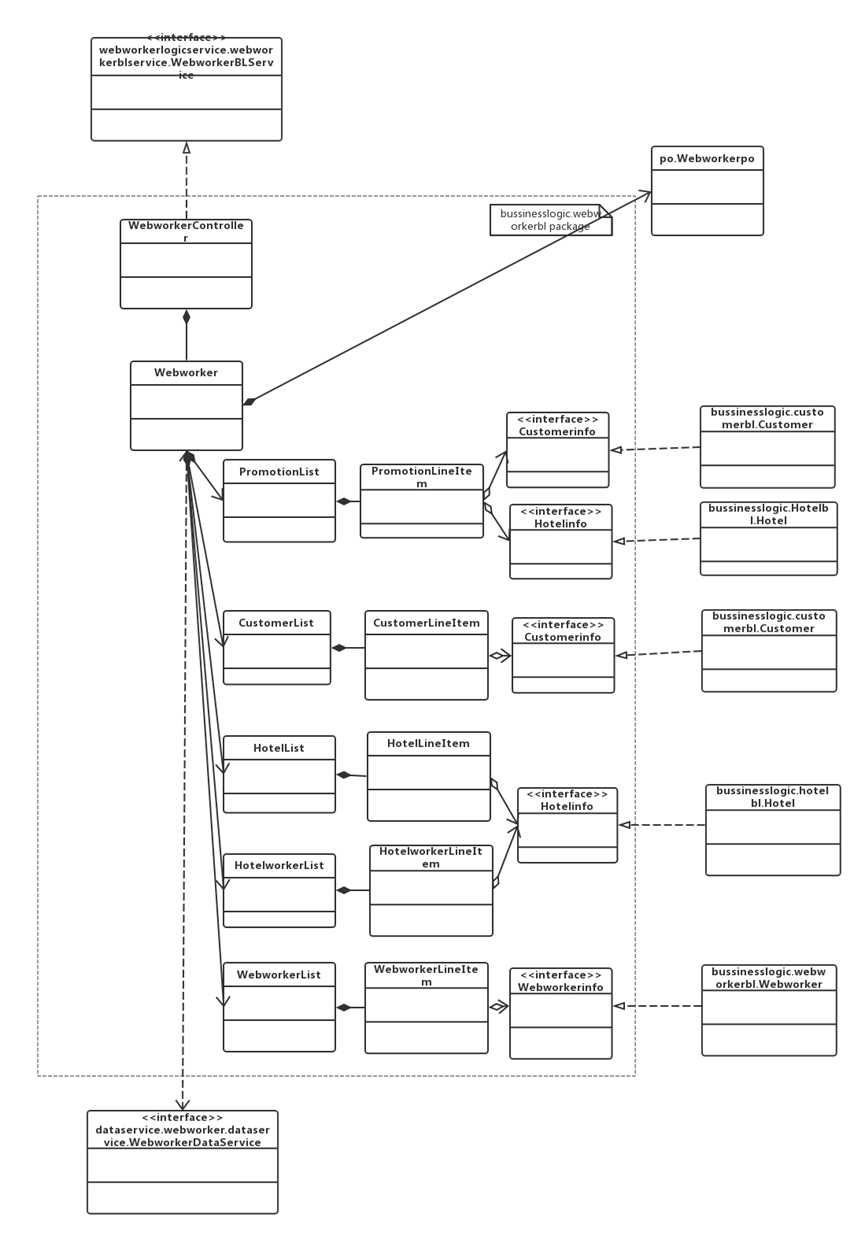 <<interface>>
webworkerlogicservice.webwor
kerblservice.WebworkerBLServ
ice
po.Webworkerpo
bussinesslogic.webw
orkerbl package
WebworkerControlle
r
Webworker
<<interface>>
Customerinfo
bussinesslogic.custo
merbl.Customer
PromotionList
PromotionLineIte
m
<<interface>>
Hotelinfo
bussinesslogic.Hotelb
l.Hotel
CustomerList
CustomerLineItem
<<interface>>
Customerinfo
bussinesslogic.custo
merbl.Customer
HotelList
HotelLineItem
<<interface>>
Hotelinfo
bussinesslogic.hotel
bl.Hotel
HotelworkerList
HotelworkerLineIt
em
WebworkerList
WebworkerLineIte
m
<<interface>>
Webworkerinfo
bussinesslogic.webw
orkerbl.Webworker
<<interface>>
dataservice.webworker.dataser
vice.WebworkerDataService